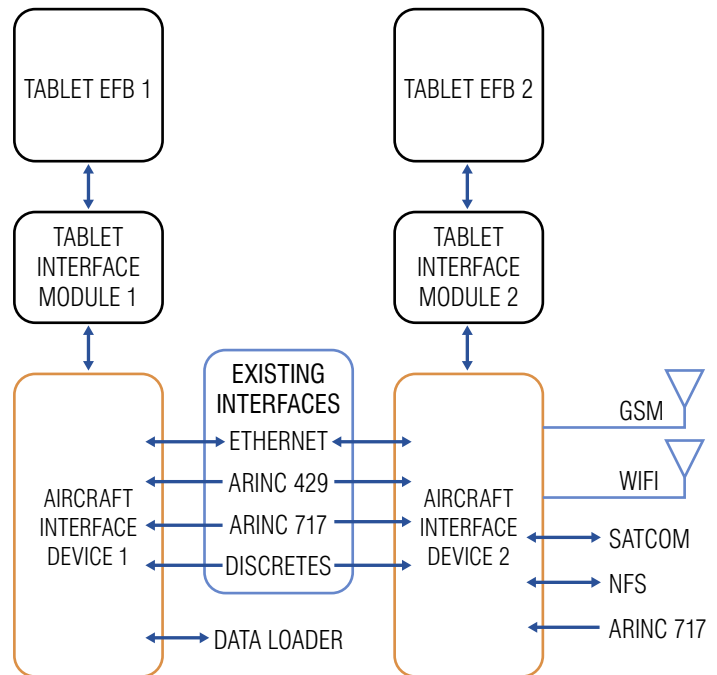 TABLET EFB 1
TABLET EFB 2
TABLET
INTERFACE
MODULE 1
TABLET
INTERFACE
MODULE 2
EXISTING
INTERFACES
ETHERNET
ARINC 429
ARINC 717
DISCRETES
AIRCRAFT
INTERFACE
DEVICE 1
DATA LOADER
AIRCRAFT
INTERFACE
DEVICE 2
GSM
WIFI
SATCOM
NFS
ARINC 717